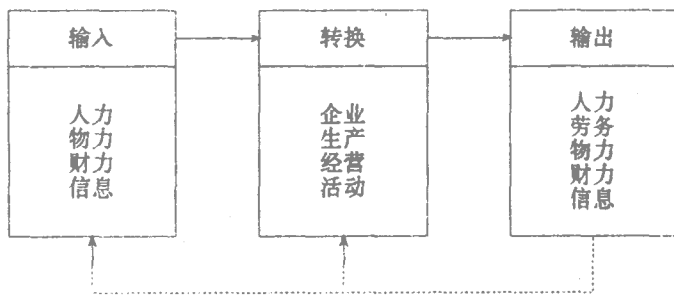 输入
人力
物力
财力
信息
转换
企业
生产
经营
活动
输出
人力
劳务
物力
财力
信息